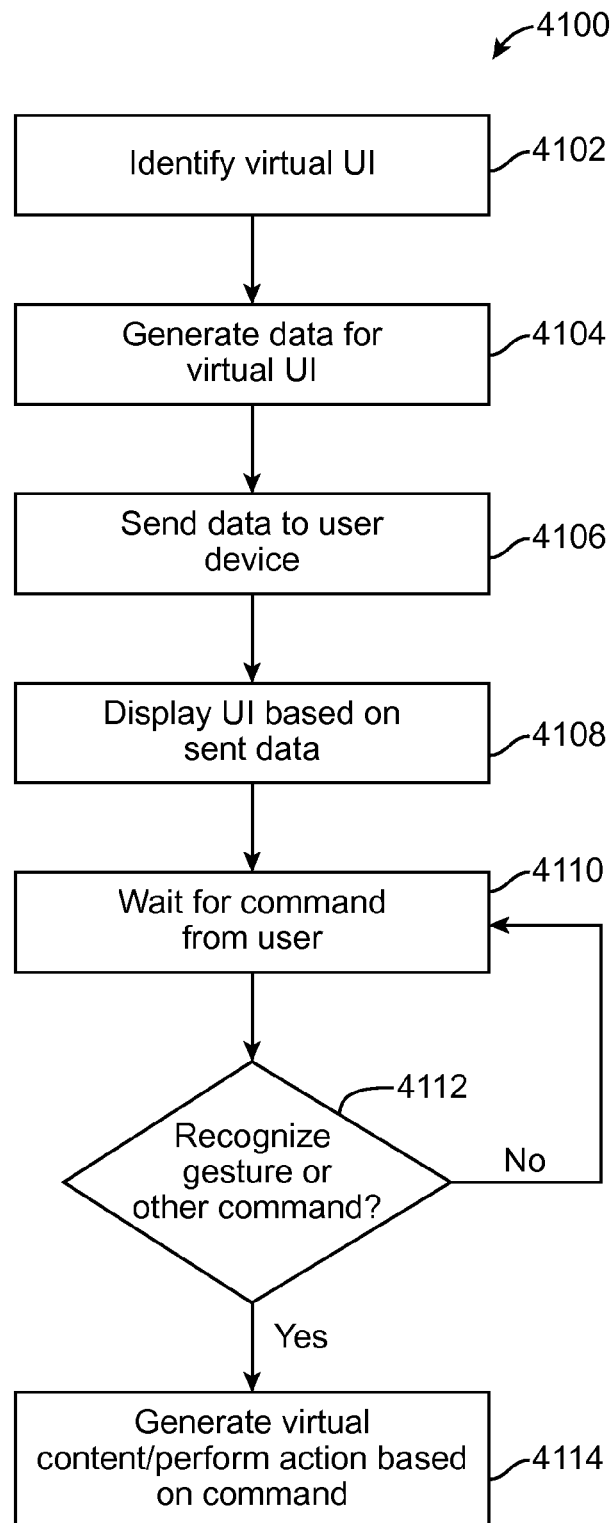 4100
Identify virtual UI
4102
Generate data for
virtual UI
4104
Send data to user
device
4106
Display UI based on
sent data
4108
Wait for command
from user
4110
Recognize
gesture or
other command?
4112
No
Yes
Generate virtual
content/perform action based
on command
4114